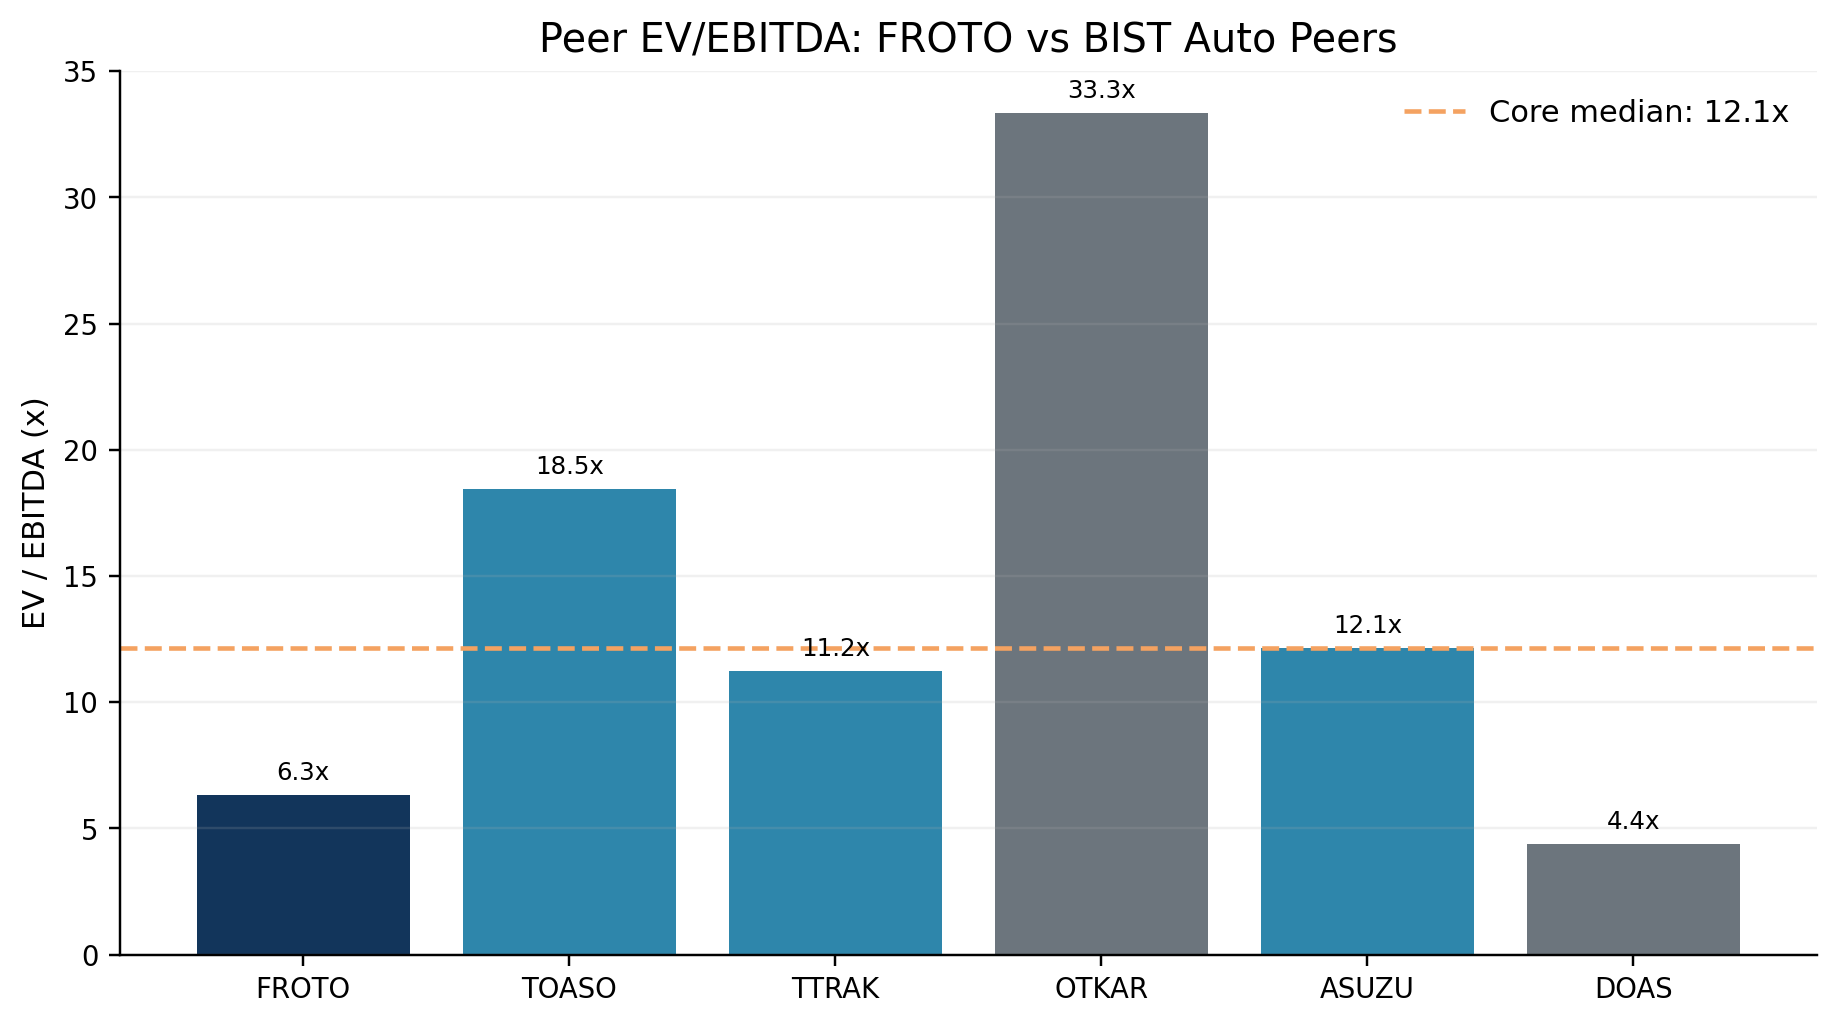 Peer EV/EBITDA: FROTO vs BIST Auto Peers
Core median: 12.1x
EV / EBITDA (x)
35
30
25
20
15
10
5
0
6.3x
18.5x
11.2x
33.3x
12.1x
4.4x
FROTO
TOASO
TTRAK
OTKAR
ASUZU
DOAS